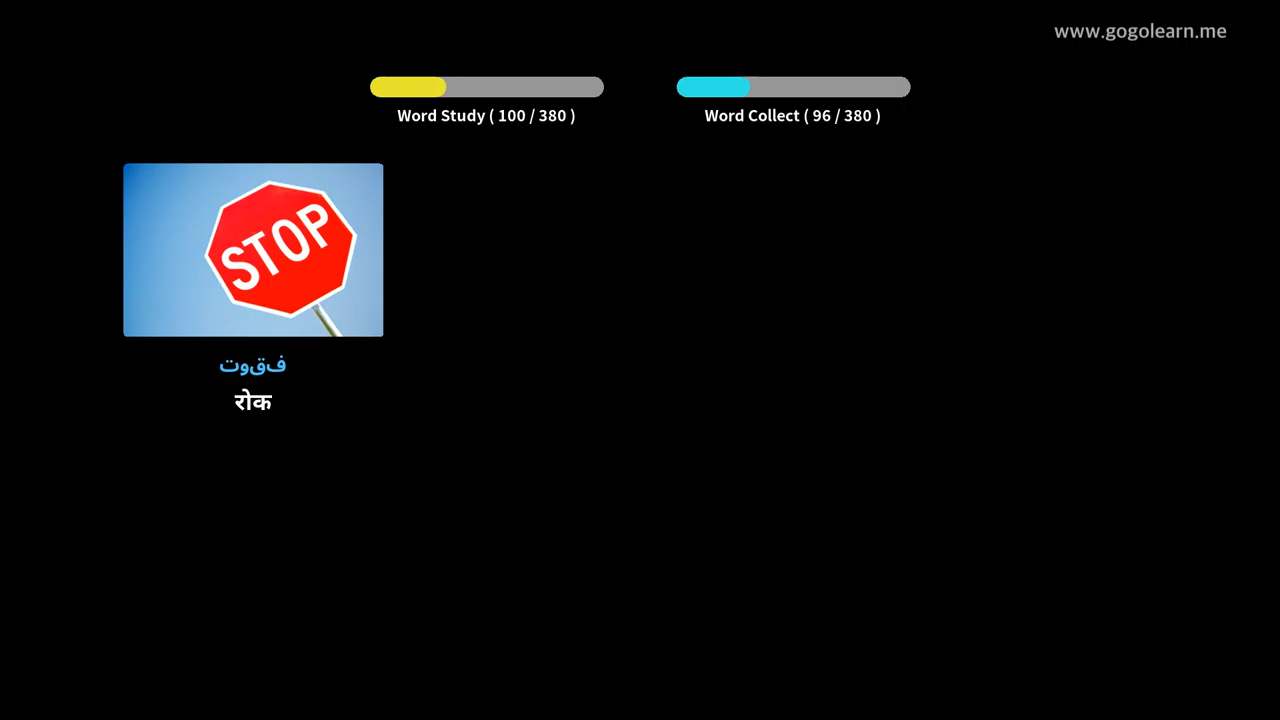 www.gogolearn.me
Word Study ( 100 / 380 )
Word Collect ( 96 / 380 )
STOP
فقوت
रोक